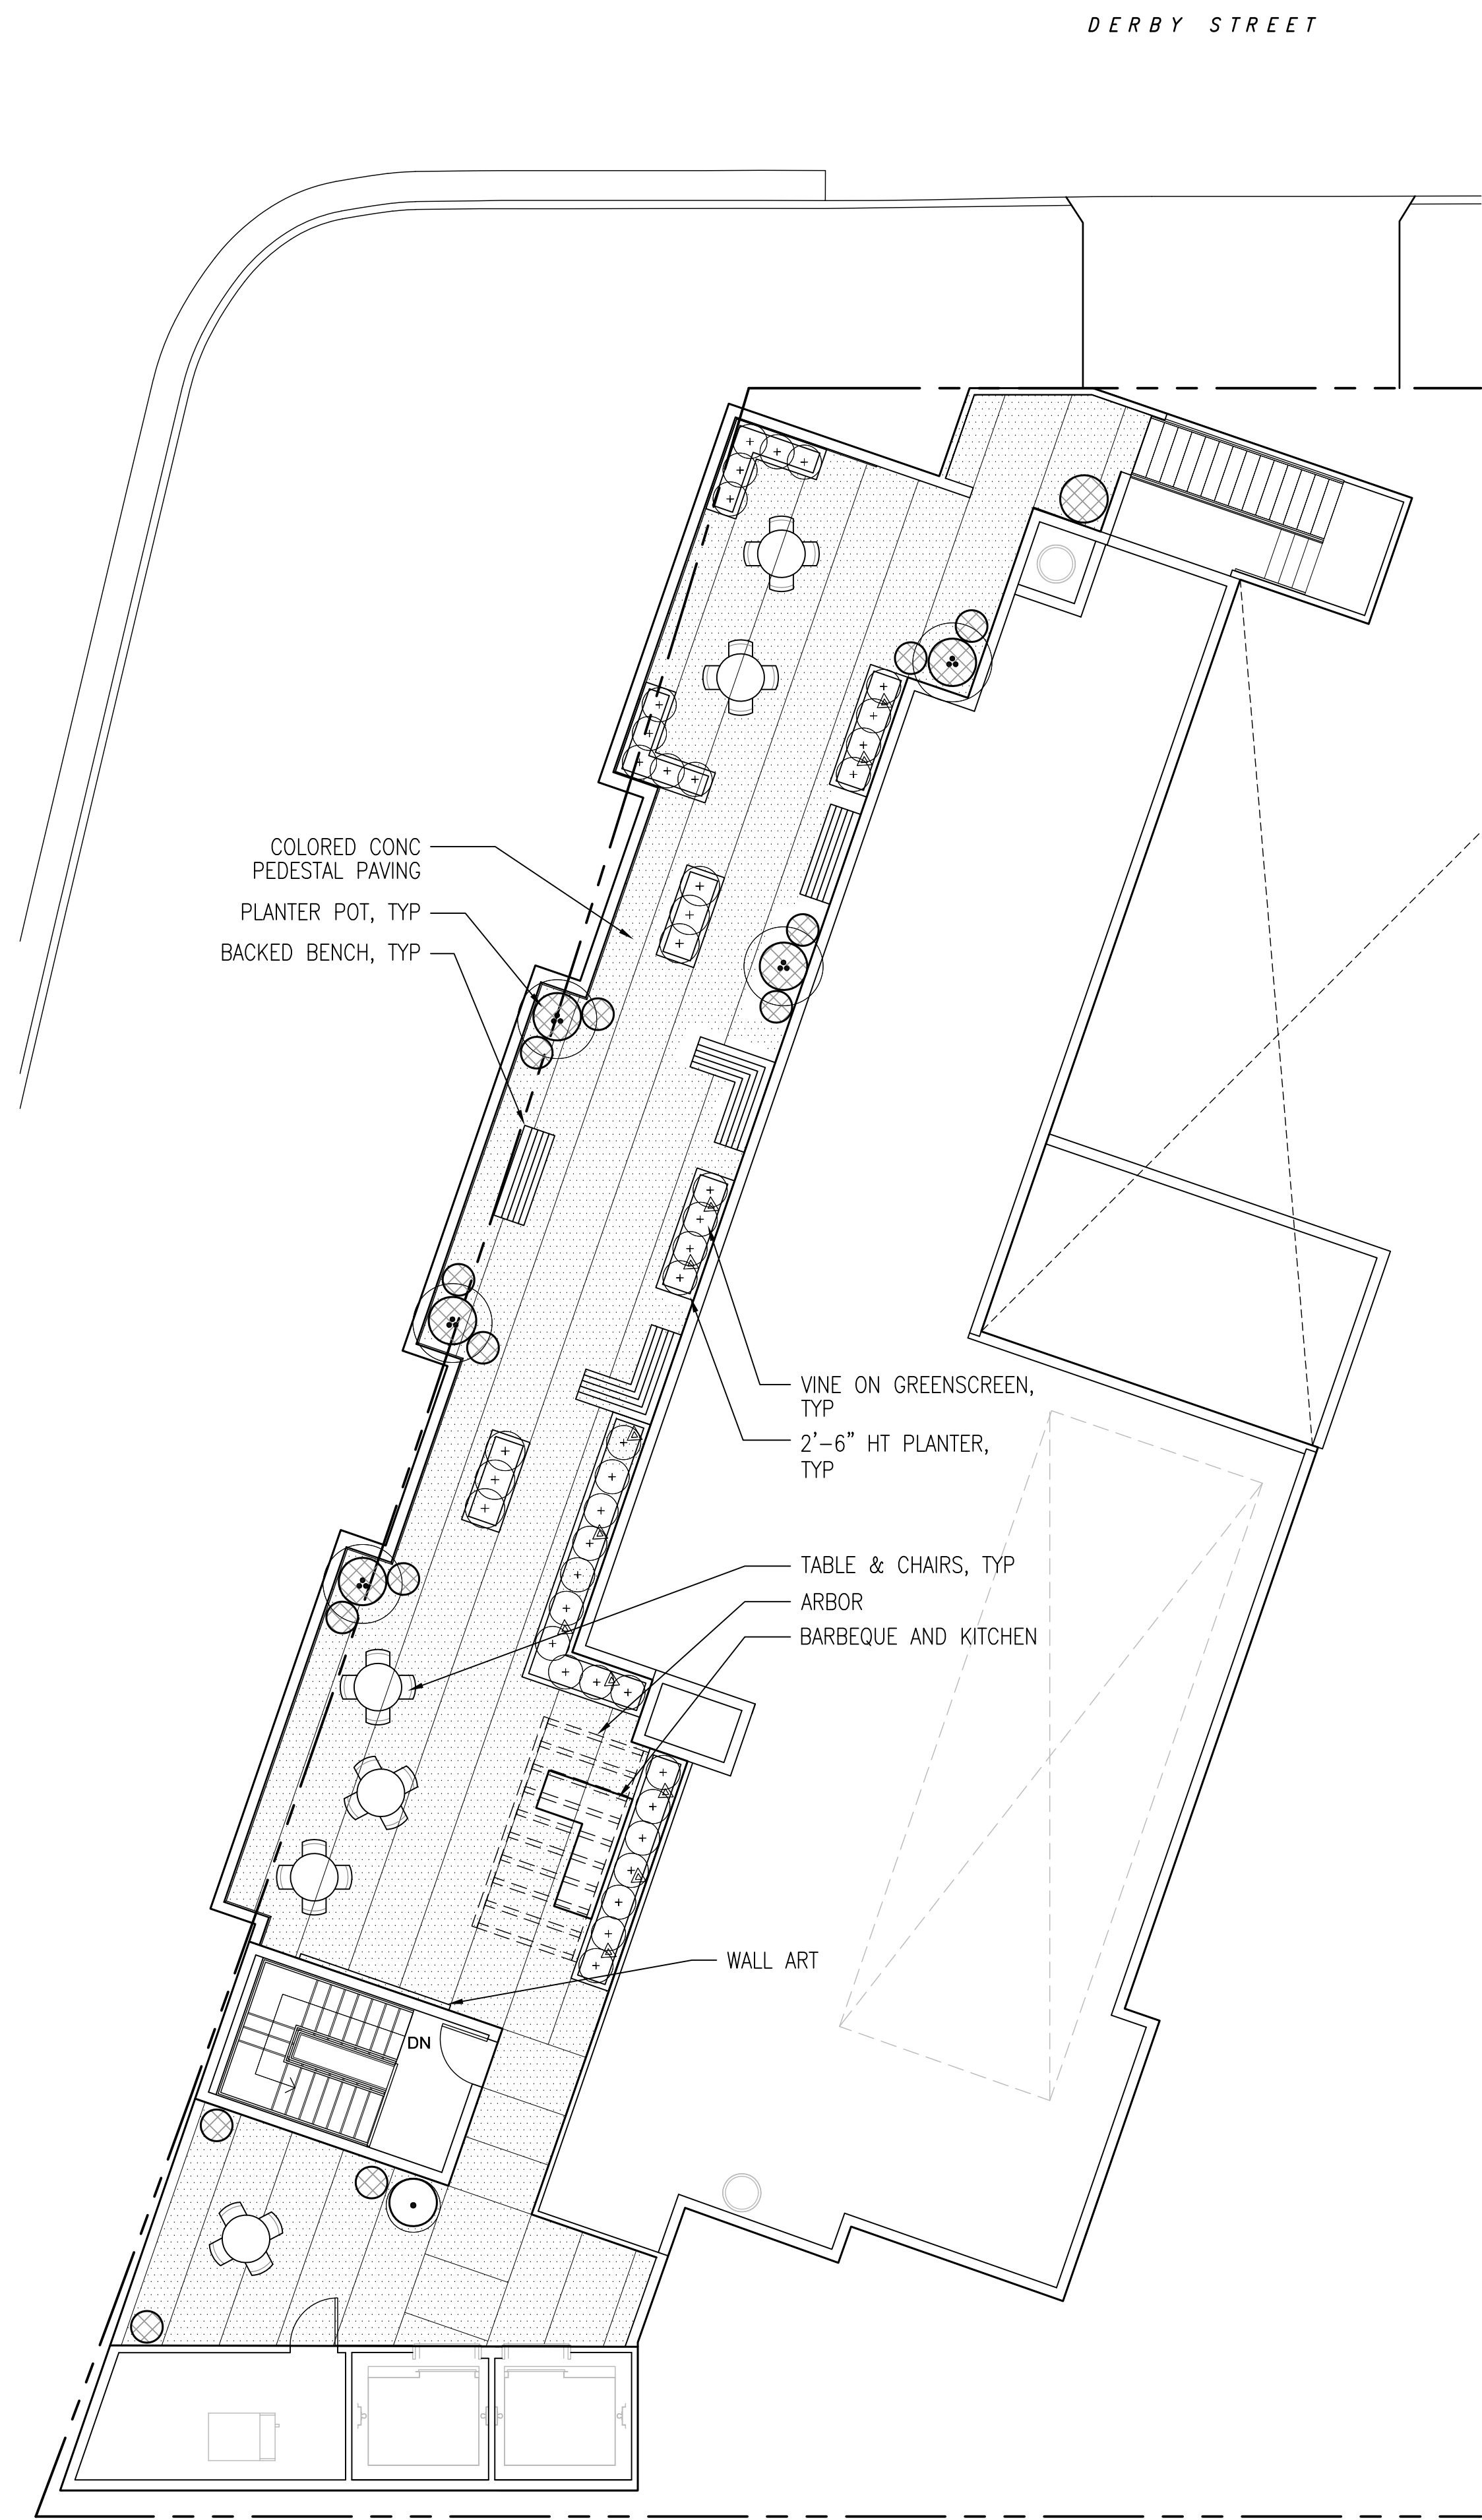 DERBY STREET
COLORED CONC
PEDESTAL PAVING
PLANTER POT, TYP
BACKED BENCH, TYP
VINE ON GREENSCREEN,
TYP
2'-6" HT PLANTER,
TYP
TABLE & CHAIRS, TYP
ARBOR
BARBEQUE AND KITCHEN
WALL ART
DN